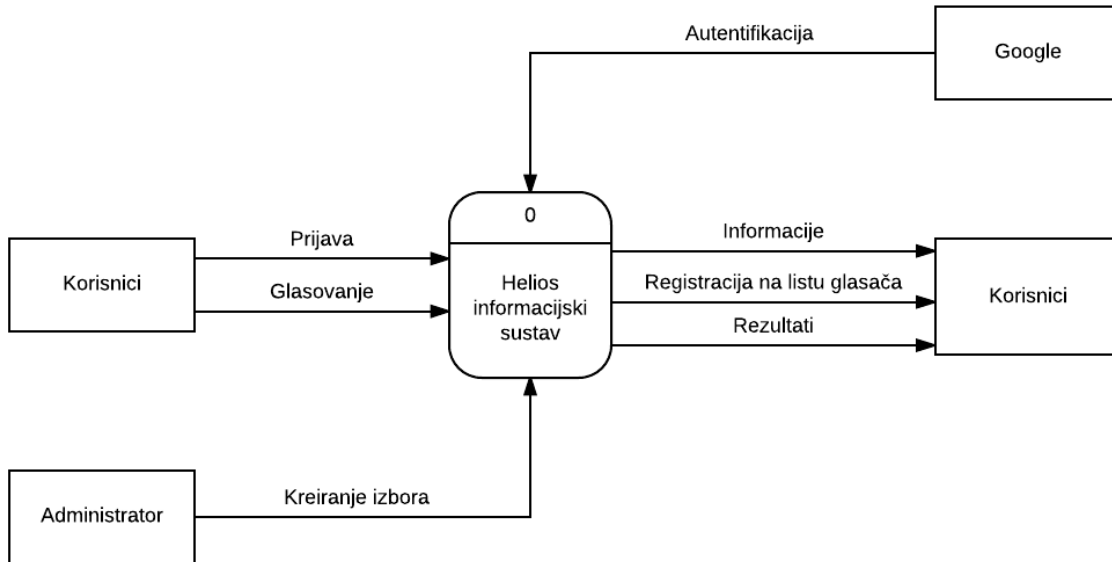 Autentifikacija
Google
0
Prijava
Informacije
Korisnici
Glasovanje
Helios
informacijski
sustav
Registracija na listu glasača
Korisnici
Rezultati
Administrator
Kreiranje izbora